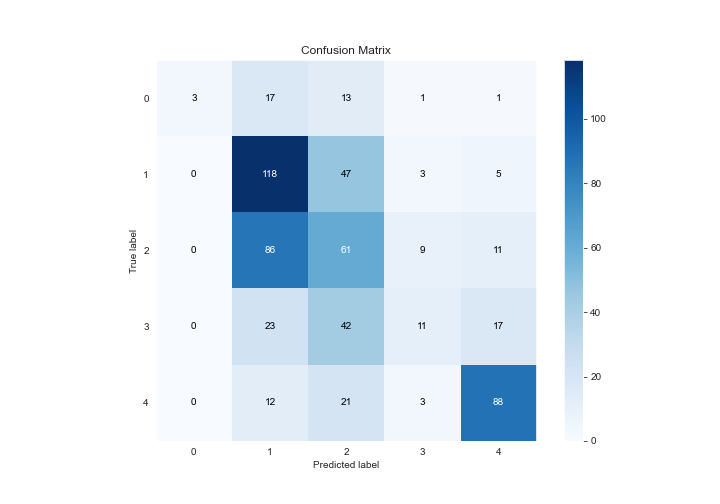 Confusion Matrix
0 3 17 13 1 1
1 0 118 47 3 5
2 0 86 61 9 11
3 0 23 42 11 17
4 0 12 21 3 88
0 1 2 3 4
Predicted label
True label
100
80
60
40
20
0